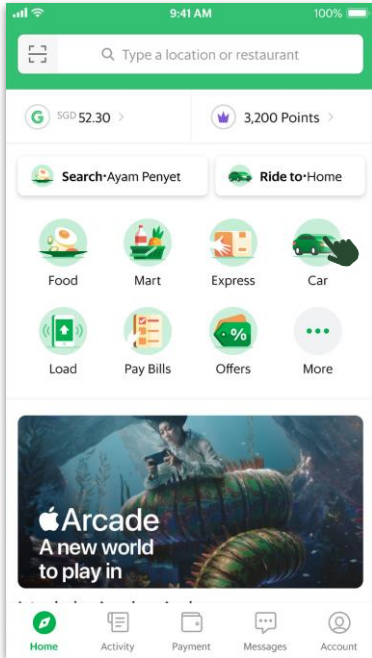 9:41 AM
100%
Type a location or restaurant
G SGD 52.30 >
3,200 Points >
Search·Ayam Penyet
Ride to·Home
Food
Mart
Express
Car
%
Load
Pay Bills
Offers
More
Arcade
A new world
to play in
Home
Activity
Payment
Messages
Account